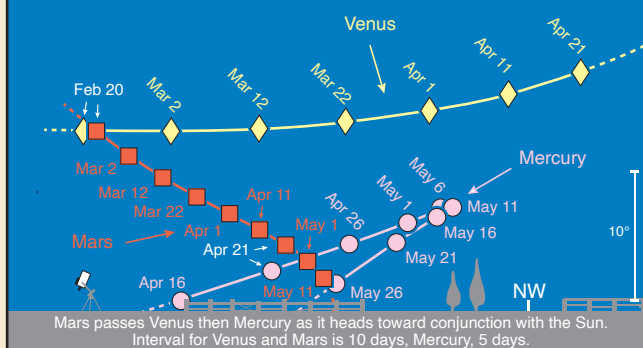 Venus
Feb 20
Mar 2
Mar 12
Mar 22
Apr 1
Apr 11
Apr 21
Mar 2
Mar 12
Mar 22
Apr 1
Apr 11
Apr 21
May 1
May 11
Mars
Mercury
Apr 16
Apr 26
May 1
May 6
May 11
May 16
May 21
May 26
10°
NW
Mars passes Venus then Mercury as it heads toward conjunction with the Sun.
Interval for Venus and Mars is 10 days, Mercury, 5 days.